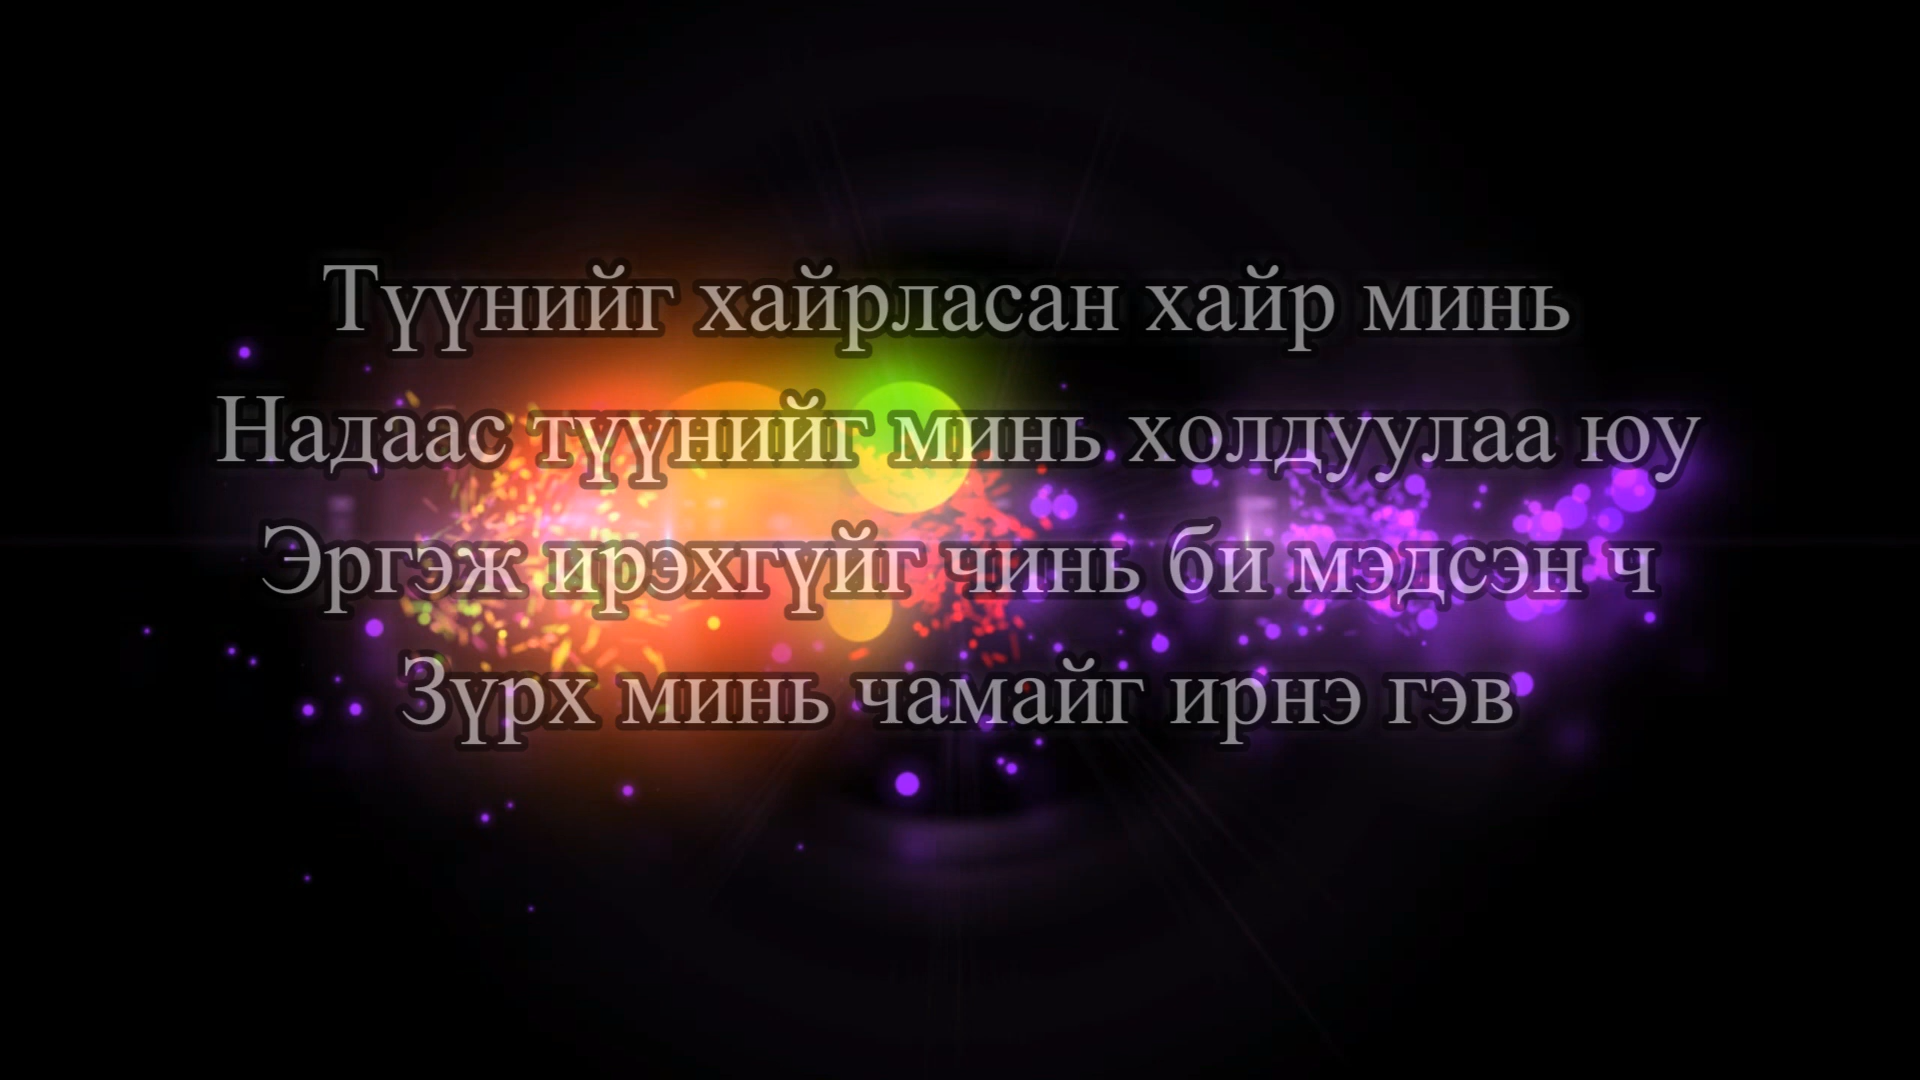 Түүнийг хайрласан хайр минь
Надаас түүнийг минь холдуулаа юу
Эргэж ирэхгүйг чинь би мэдсэн ч
Зүрх минь чамайг ирнэ гэв